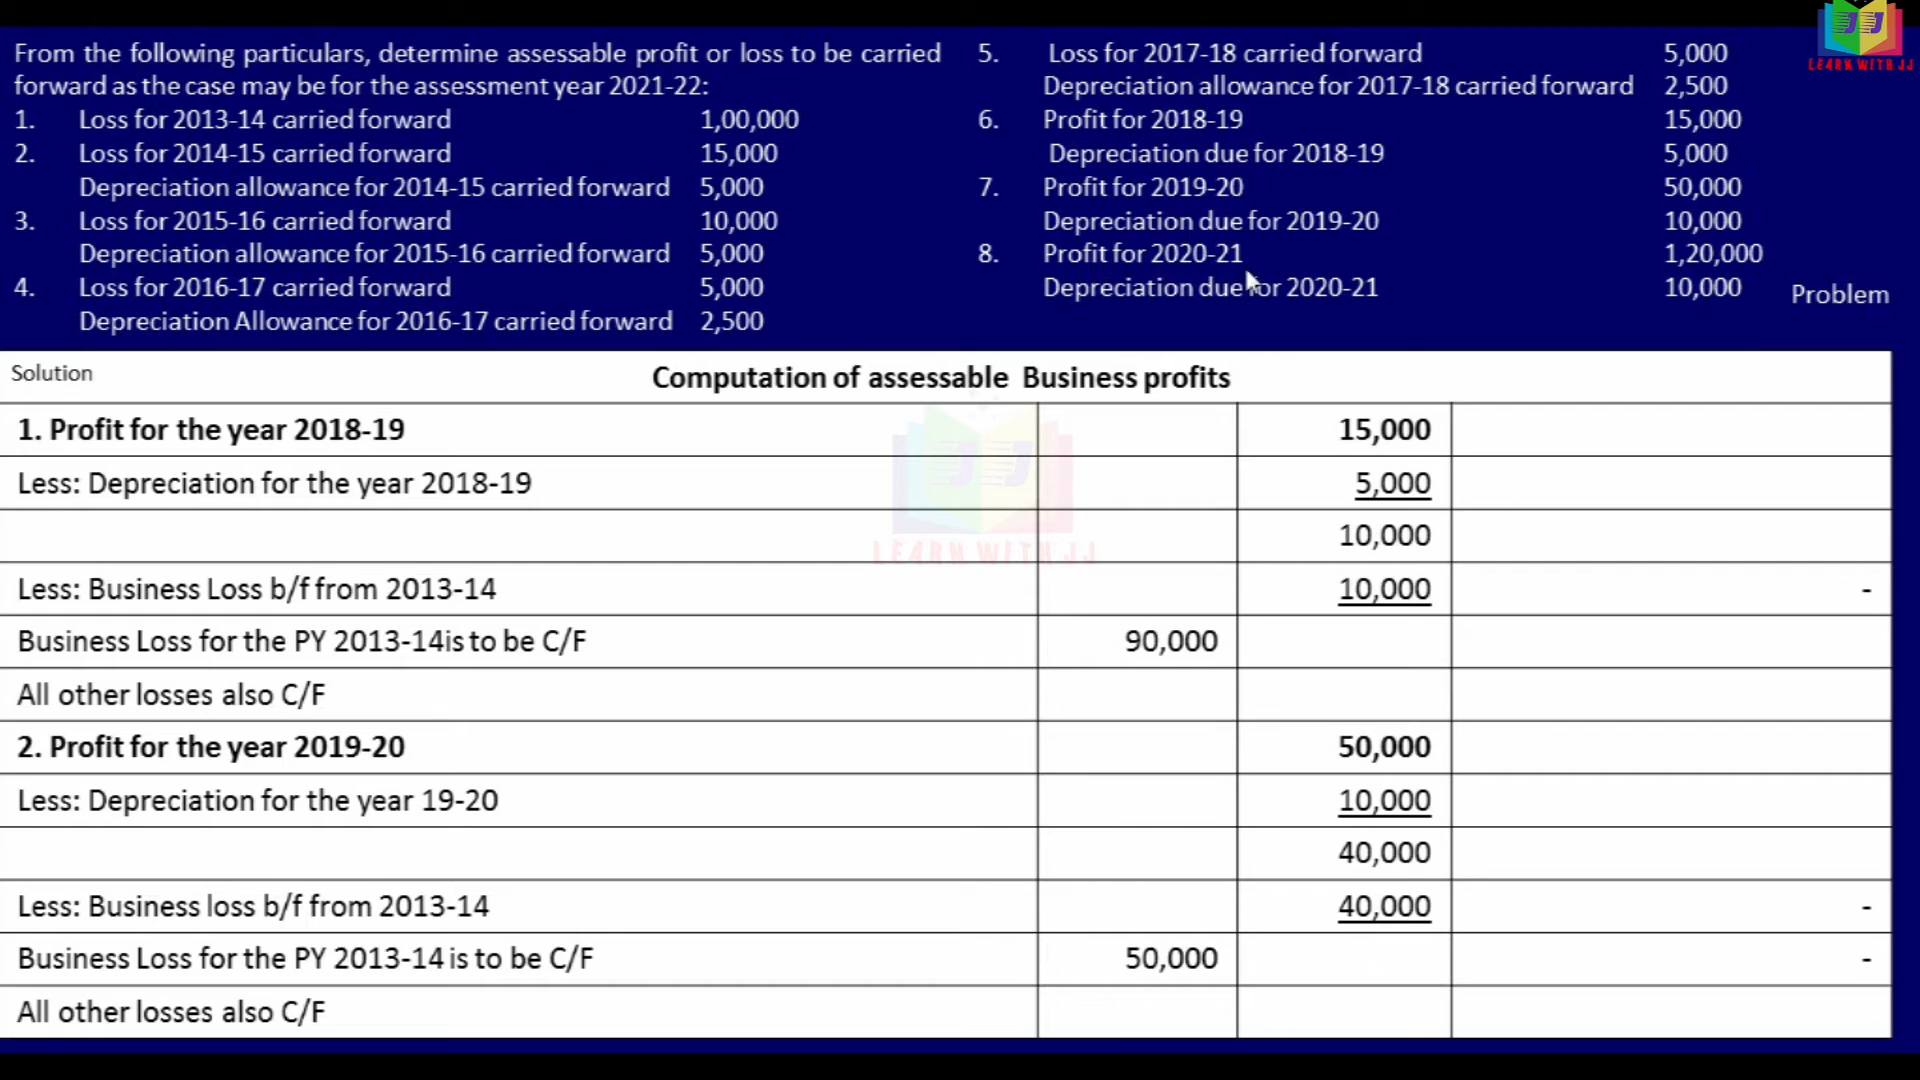 From the following particulars, determine assessable profit or loss to be carried
forward as the case may be for the assessment year 2021-22:
1. Loss for 2013-14 carried forward 1,00,000
2. Loss for 2014-15 carried forward 15,000
Depreciation allowance for 2014-15 carried forward 5,000
3. Loss for 2015-16 carried forward 10,000
Depreciation allowance for 2015-16 carried forward 5,000
4. Loss for 2016-17 carried forward 5,000
Depreciation Allowance for 2016-17 carried forward 2,500
5. Loss for 2017-18 carried forward 5,000
Depreciation allowance for 2017-18 carried forward 2,500
6. Profit for 2018-19 15,000
Depreciation due for 2018-19 5,000
7. Profit for 2019-20 50,000
Depreciation due for 2019-20 10,000
8. Profit for 2020-21 1,20,000
Depreciation due for 2020-21 10,000
Problem
JJ
LEARN WITH JJ
Solution
Computation of assessable Business profits
1. Profit for the year 2018-19 15,000
Less: Depreciation for the year 2018-19 5,000
10,000
Less: Business Loss b/f from 2013-14 10,000 -
Business Loss for the PY 2013-14is to be C/F 90,000
All other losses also C/F
2. Profit for the year 2019-20 50,000
Less: Depreciation for the year 19-20 10,000
40,000
Less: Business loss b/f from 2013-14 40,000 -
Business Loss for the PY 2013-14 is to be C/F 50,000 -
All other losses also C/F
JJ
LEARN WITH JJ